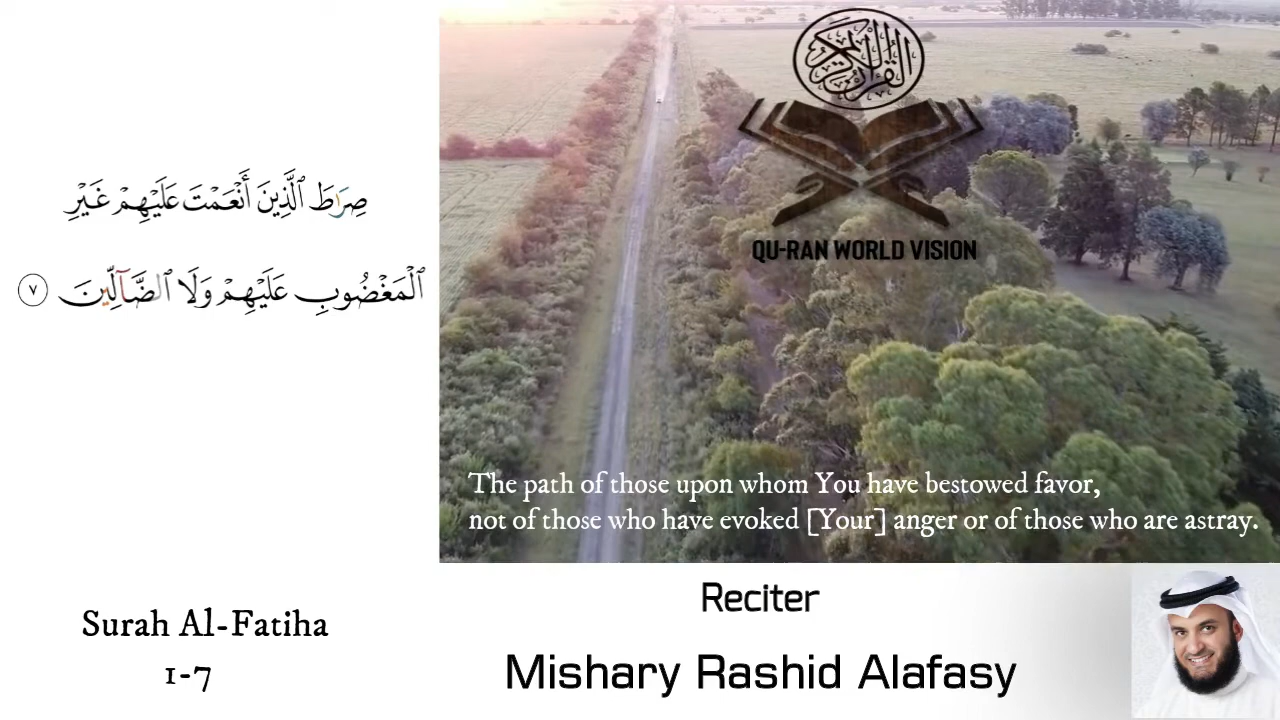 صِرَٰطَ ٱلَّذِينَ أَنْعَمْتَ عَلَيْهِمْ غَيْرِ
ٱلْمَغْضُوبِ عَلَيْهِمْ وَلَا ٱلضَّآلِّينَ ٧
القرآن الكريم
QU-RAN WORLD VISION
The path of those upon whom You have bestowed favor,
not of those who have evoked [Your] anger or of those who are astray.
Surah Al-Fatiha
1-7
Reciter
Mishary Rashid Alafasy